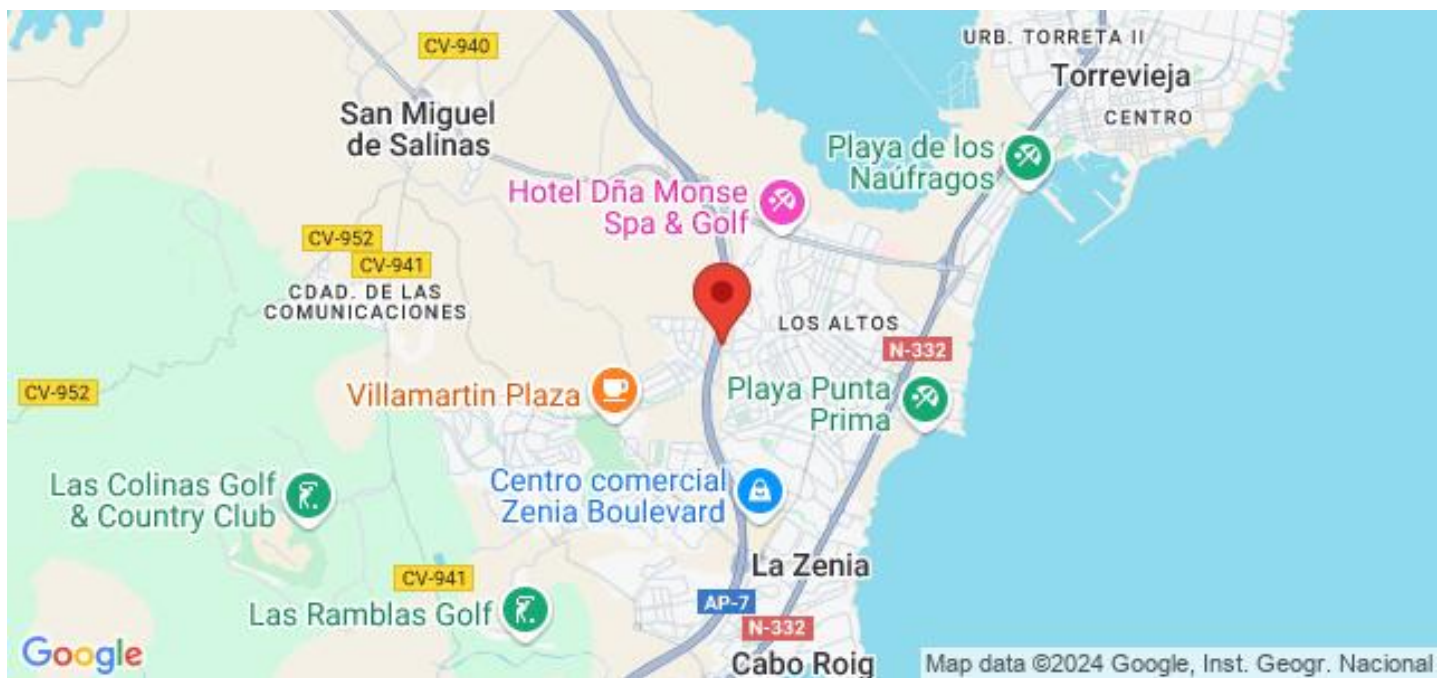 CV-940
URB. TORRETA II
Torrevieja
CENTRO
San Miguel
de Salinas
Playa de los
Naúfragos
Hotel Dña Monse
Spa & Golf
CV-952
CV-941
CDAD. DE LAS
COMUNICACIONES
LOS ALTOS
N-332
CV-952
Villamartin Plaza
Playa Punta
Prima
Las Colinas Golf
& Country Club
Centro comercial
Zenia Boulevard
La Zenia
CV-941
AP-7
Las Ramblas Golf
N-332
Cabo Roig
Google
Map data ©2024 Google, Inst. Geogr. Nacional